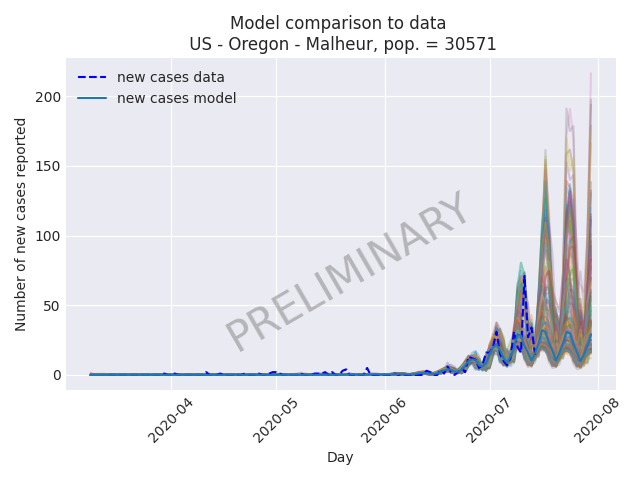 Model comparison to data
US - Oregon - Malheur, pop. = 30571
new cases data
new cases model
PRELIMINARY
Number of new cases reported
200
150
100
50
0
2020-04
2020-05
2020-06
2020-07
2020-08
Day